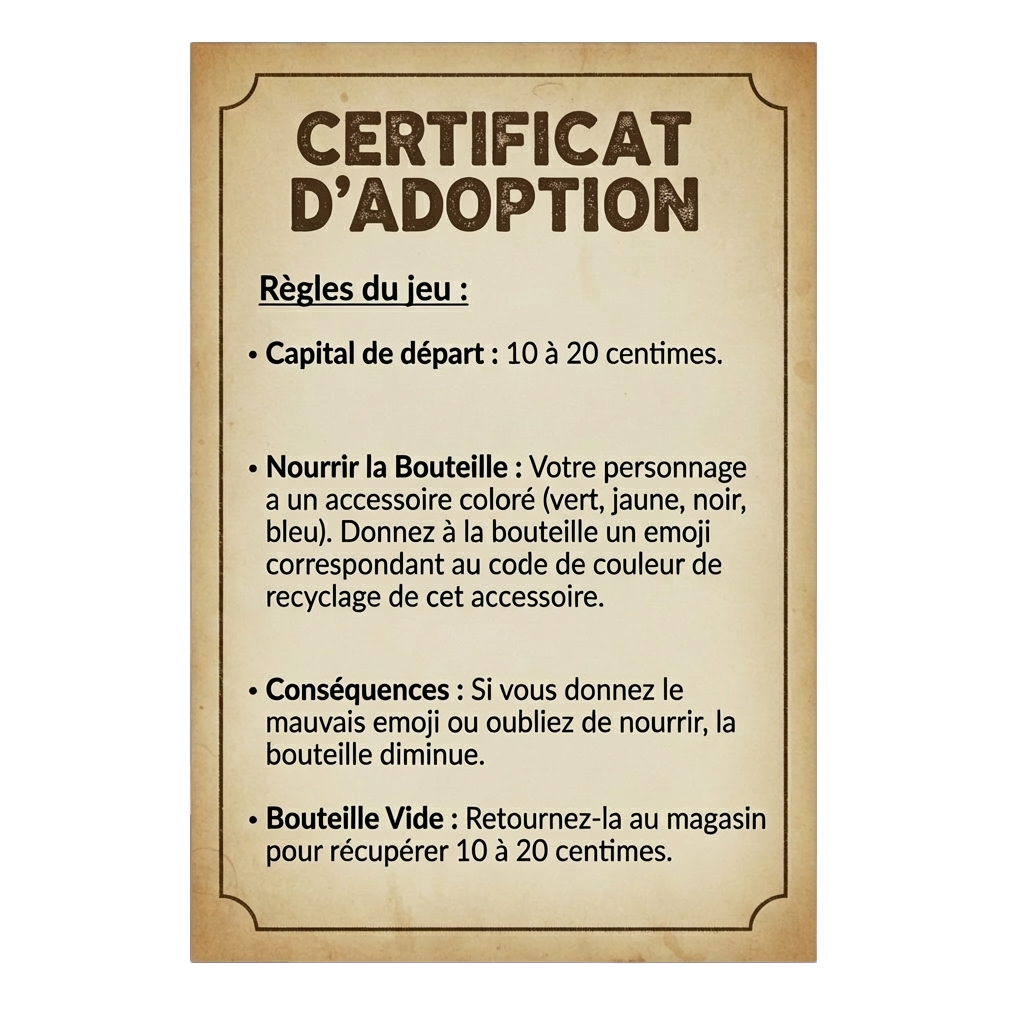 CERTIFICAT
D’ADOPTION
Règles du jeu :
• Capital de départ : 10 à 20 centimes.
• Nourrir la Bouteille : Votre personnage
a un accessoire coloré (vert, jaune, noir,
bleu). Donnez à la bouteille un emoji
correspondant au code de couleur de
recyclage de cet accessoire.
• Conséquences : Si vous donnez le
mauvais emoji ou oubliez de nourrir, la
bouteille diminue.
• Bouteille Vide : Retournez-la au magasin
pour récupérer 10 à 20 centimes.